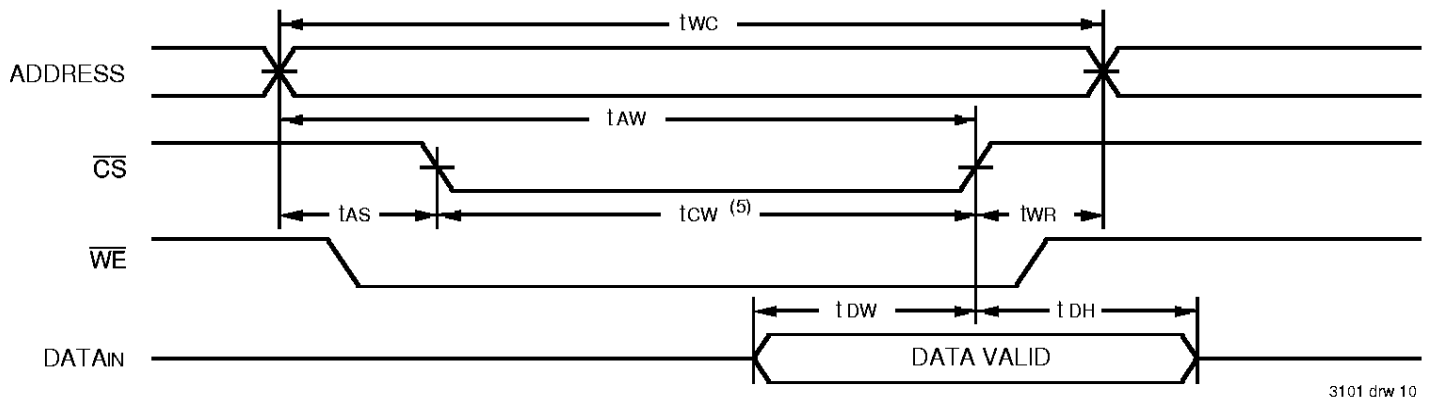 tWC
ADDRESS
tAW
CS
tAS tCW (5) tWR
WE
tDW tDH
DATAIN DATA VALID
3101 drw 10